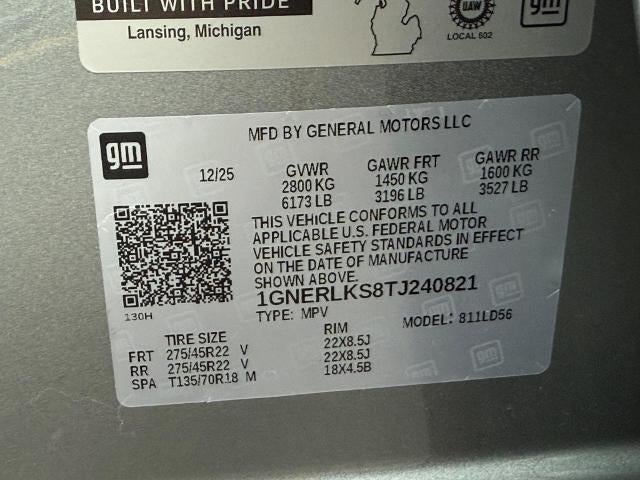 BUILT WITH PRIDE
Lansing, Michigan
UAW
LOCAL 602
gm
gm
MFD BY GENERAL MOTORS LLC
12/25
GVWR GAWR FRT GAWR RR
2800 KG 1450 KG 1600 KG
6173 LB 3196 LB 3527 LB
THIS VEHICLE CONFORMS TO ALL
APPLICABLE U.S. FEDERAL MOTOR
VEHICLE SAFETY STANDARDS IN EFFECT
ON THE DATE OF MANUFACTURE
SHOWN ABOVE.
1GNERLKS8TJ240821
130H
TYPE: MPV MODEL: 811LD56
TIRE SIZE RIM
FRT 275/45R22 V 22X8.5J
RR 275/45R22 V 22X8.5J
SPA T135/70R18 M 18X4.5B